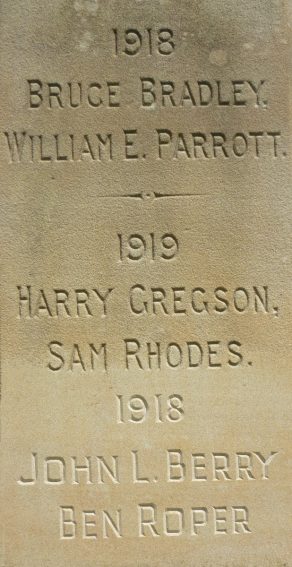 1918
BRUCE BRADLEY.
WILLIAM E. PARROTT.
1919
HARRY GREGSON,
SAM RHODES.
1918
JOHN L. BERRY
BEN ROPER